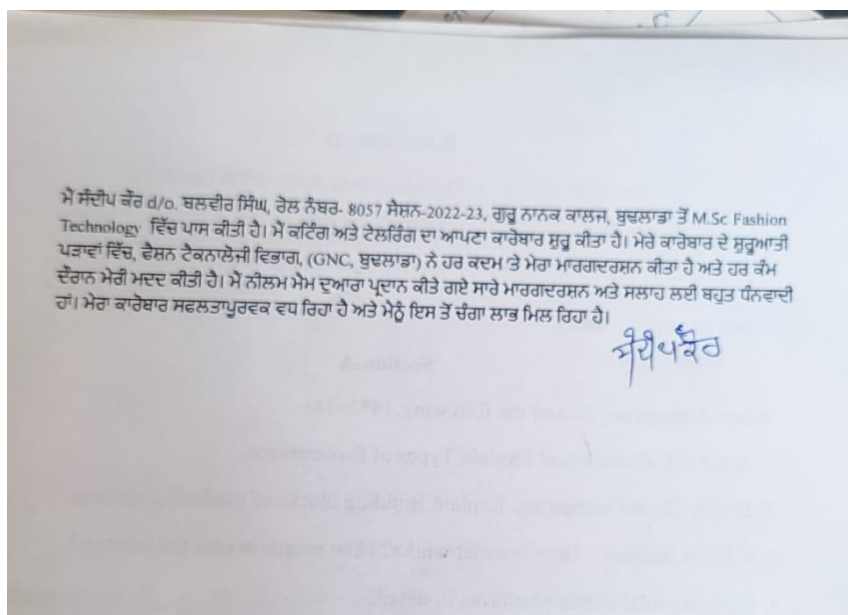 ਮੈਂ ਸੰਦੀਪ ਕੌਰ d/o. ਬਲਵੀਰ ਸਿੰਘ, ਰੋਲ ਨੰਬਰ- 8057 ਸੈਸ਼ਨ-2022-23, ਗੁਰੂ ਨਾਨਕ ਕਾਲਜ, ਬੁਢਲਾਡਾ ਤੋਂ M.Sc Fashion
Technology ਵਿੱਚ ਪਾਸ ਕੀਤੀ ਹੈ। ਮੈਂ ਕਟਿੰਗ ਅਤੇ ਟੇਲਰਿੰਗ ਦਾ ਆਪਣਾ ਕਾਰੋਬਾਰ ਸ਼ੁਰੂ ਕੀਤਾ ਹੈ। ਮੇਰੇ ਕਾਰੋਬਾਰ ਦੇ ਸ਼ੁਰੂਆਤੀ
ਪੜਾਵਾਂ ਵਿੱਚ, ਫੈਸ਼ਨ ਟੈਕਨਾਲੋਜੀ ਵਿਭਾਗ, (GNC, ਬੁਢਲਾਡਾ) ਨੇ ਹਰ ਕਦਮ 'ਤੇ ਮੇਰਾ ਮਾਰਗਦਰਸ਼ਨ ਕੀਤਾ ਹੈ ਅਤੇ ਹਰ ਕੰਮ
ਦੌਰਾਨ ਮੇਰੀ ਮਦਦ ਕੀਤੀ ਹੈ। ਮੈਂ ਨੀਲਮ ਮੈਮ ਦੁਆਰਾ ਪ੍ਰਦਾਨ ਕੀਤੇ ਗਏ ਸਾਰੇ ਮਾਰਗਦਰਸ਼ਨ ਅਤੇ ਸਲਾਹ ਲਈ ਬਹੁਤ ਧੰਨਵਾਦੀ
ਹਾਂ। ਮੇਰਾ ਕਾਰੋਬਾਰ ਸਫਲਤਾਪੂਰਵਕ ਵਧ ਰਿਹਾ ਹੈ ਅਤੇ ਮੈਨੂੰ ਇਸ ਤੋਂ ਚੰਗਾ ਲਾਭ ਮਿਲ ਰਿਹਾ ਹੈ।
ਸੰਦੀਪ ਕੌਰ